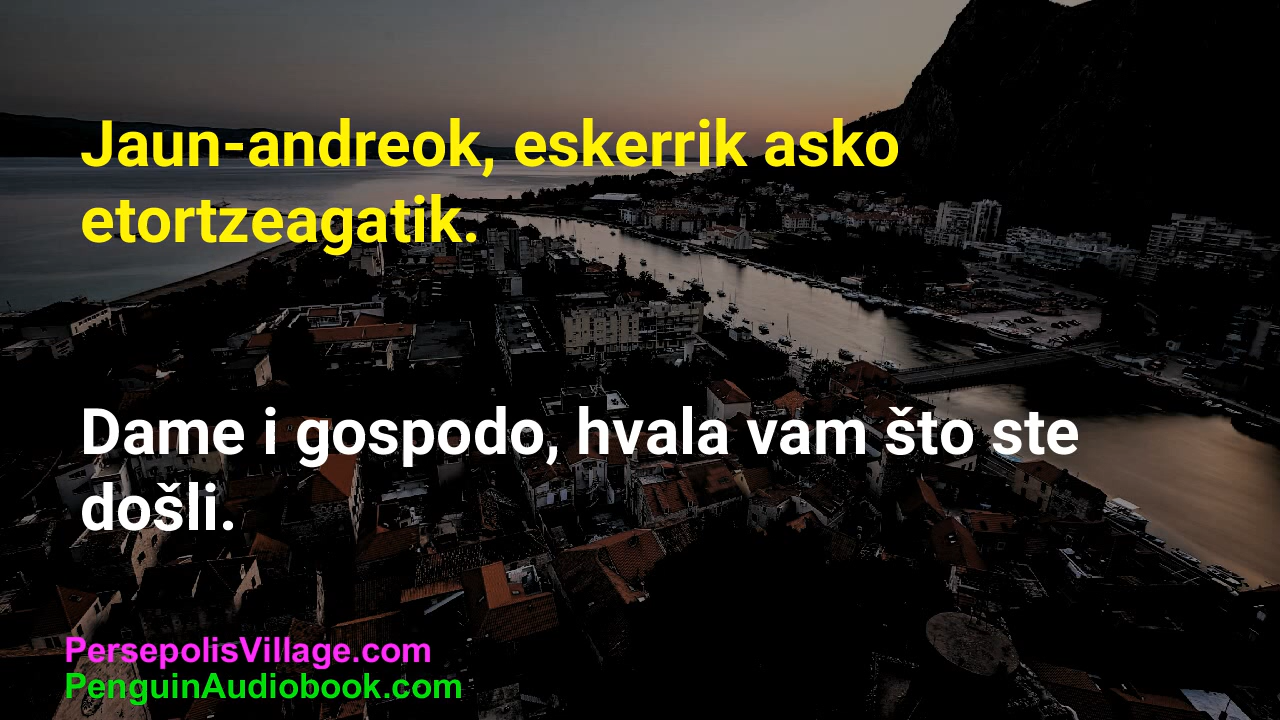 Jaun-andreok, eskerrik asko
etortzeagatik.
Dame i gospodo, hvala vam što ste
došli.
PersepolisVillage.com
PenguinAudiobook.com